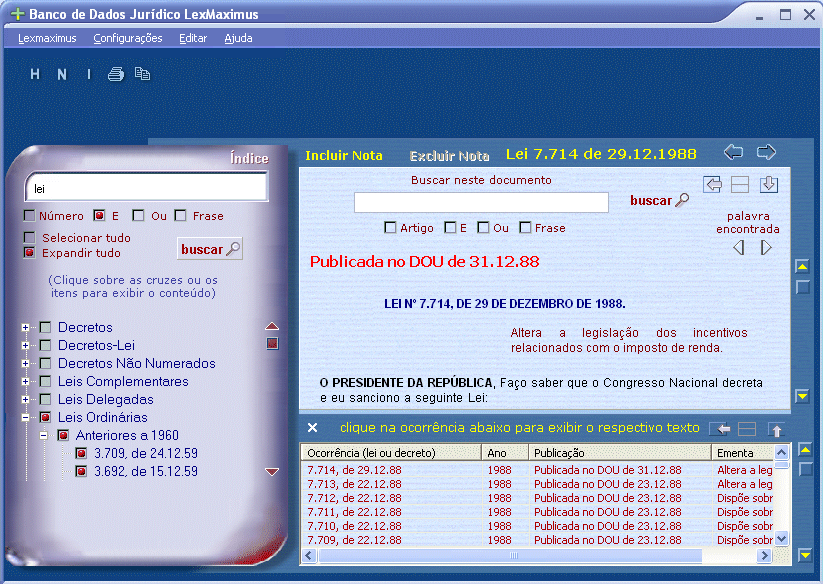 Banco de Dados Jurídico LexMaximus
Lexmaximus Configurações Editar Ajuda
H N I
Índice
lei
Número E Ou Frase
Selecionar tudo
Expandir tudo
buscar
(Clique sobre as cruzes ou os
itens para exibir o conteúdo)
Decretos
Decretos-Lei
Decretos Não Numerados
Leis Complementares
Leis Delegadas
Leis Ordinárias
Anteriores a 1960
3.709, de 24.12.59
3.692, de 15.12.59
Incluir Nota Excluir Nota Lei 7.714 de 29.12.1988
Buscar neste documento
buscar
Artigo E Ou Frase
palavra
encontrada
Publicada no DOU de 31.12.88
LEI Nº 7.714, DE 29 DE DEZEMBRO DE 1988.
Altera a legislação dos incentivos
relacionados com o imposto de renda.
O PRESIDENTE DA REPÚBLICA, Faço saber que o Congresso Nacional decreta
e eu sanciono a seguinte Lei:
clique na ocorrência abaixo para exibir o respectivo texto
Ocorrência (lei ou decreto) Ano Publicação Ementa
7.714, de 29.12.88 1988 Publicada no DOU de 31.12.88 Altera a leg
7.713, de 22.12.88 1988 Publicada no DOU de 23.12.88 Altera a leg
7.712, de 22.12.88 1988 Publicada no DOU de 23.12.88 Dispõe sobr
7.711, de 22.12.88 1988 Publicada no DOU de 23.12.88 Dispõe sobr
7.710, de 22.12.88 1988 Publicada no DOU de 23.12.88 Dispõe sobr
7.709, de 22.12.88 1988 Publicada no DOU de 23.12.88 Dispõe sobr